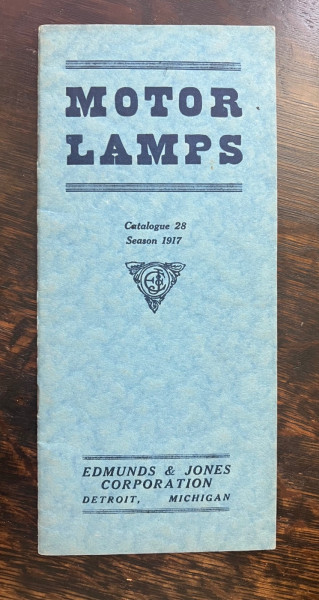 MOTOR
LAMPS
Catalogue 28
Season 1917
E&J
EDMUNDS & JONES
CORPORATION
DETROIT, MICHIGAN